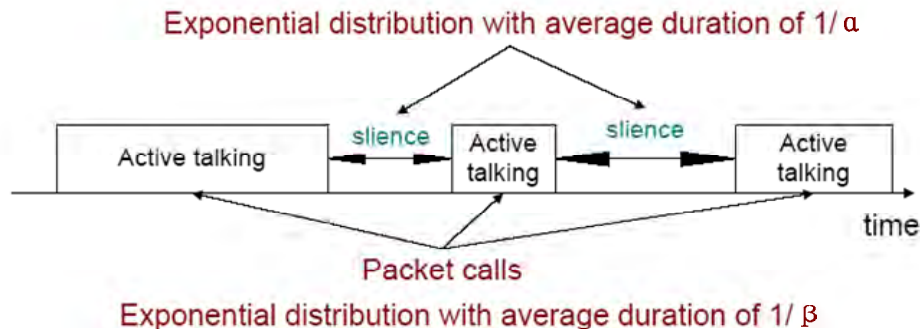 Exponential distribution with average duration of 1/ α
slience
slience
Active talking
Active
talking
Active
talking
time
Packet calls
Exponential distribution with average duration of 1/ β